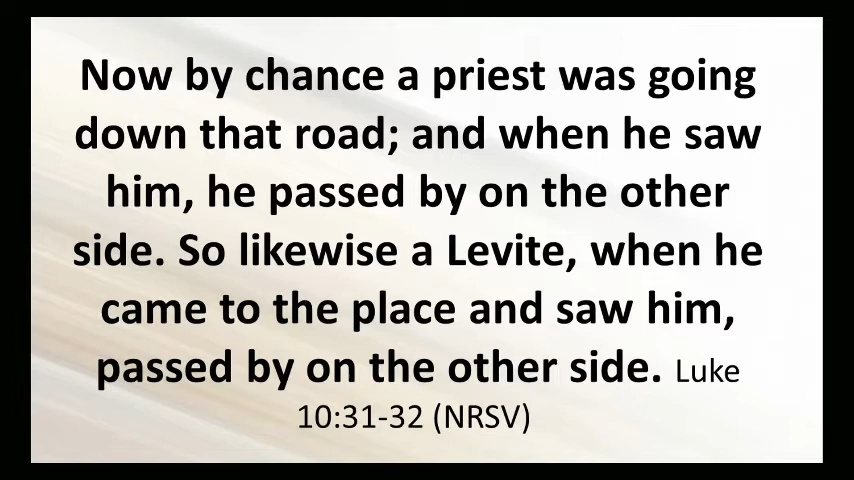 Now by chance a priest was going
down that road; and when he saw
him, he passed by on the other
side. So likewise a Levite, when he
came to the place and saw him,
passed by on the other side. Luke
10:31-32 (NRSV)